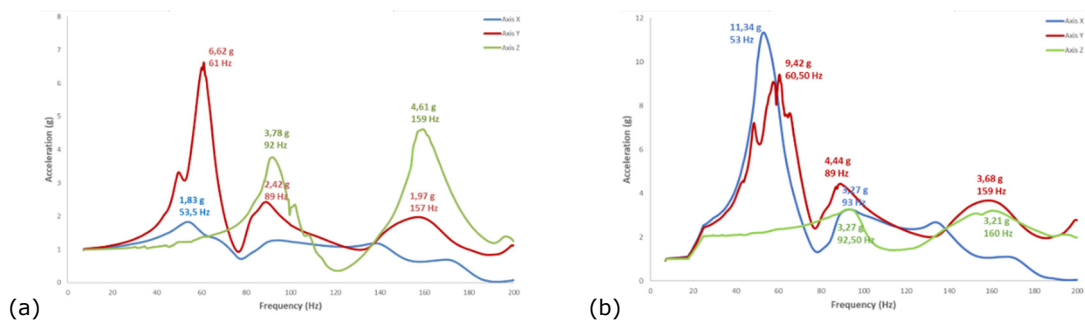 Axis X
Axis Y
Axis Z
8
7
6
5
4
3
2
1
0
Acceleration (g)
6,62 g
61 Hz
3,78 g
92 Hz
4,61 g
159 Hz
2,42 g
89 Hz
1,83 g
53,5 Hz
1,97 g
157 Hz
0
20
40
60
80
100
120
140
160
180
200
Frequency (Hz)
(a)
Axis X
Axis Y
Axis Z
12
10
8
6
4
2
0
Acceleration (g)
11,34 g
53 Hz
9,42 g
60,50 Hz
4,44 g
89 Hz
3,27 g
93 Hz
3,27 g
92,50 Hz
3,68 g
159 Hz
3,21 g
160 Hz
0
20
40
60
80
100
120
140
160
180
200
Frequency (Hz)
(b)